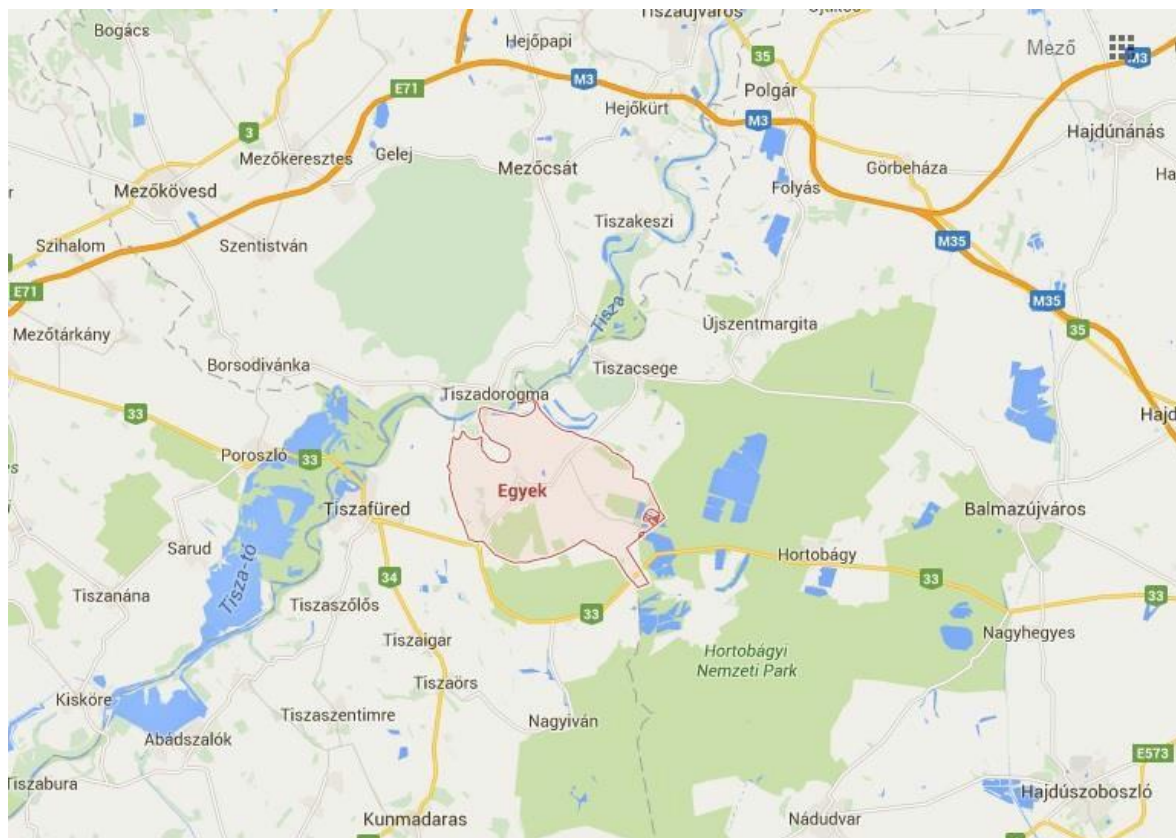 Bogács
Hejőpapi
Tiszaújváros
35
Mező
M3
E71
M3
Polgár
Hejőkürt
M3
Hajdúnánás
3
Mezőkeresztes
Gelej
Mezőcsát
Görbeháza
Mezőkövesd
Folyás
Tiszakeszi
Szihalom
Szentistván
M35
E71
Tisza
M35
Mezőtárkány
Újszentmargita
35
Borsodivánka
Tiszacsege
Tiszadorogma
33
Poroszló
33
Egyek
Tiszafüred
Balmazújváros
Sarud
Hortobágy
Tisza-tó
34
33
33
Tiszanána
Tiszaszőlős
33
Nagyhegyes
Tiszaigar
Hortobágyi
Nemzeti Park
Tiszaörs
Kisköre
Tiszaszentimre
Nagyiván
Abádszalók
E573
Tiszabura
Hajdúszoboszló
Kunmadaras
Nádudvar